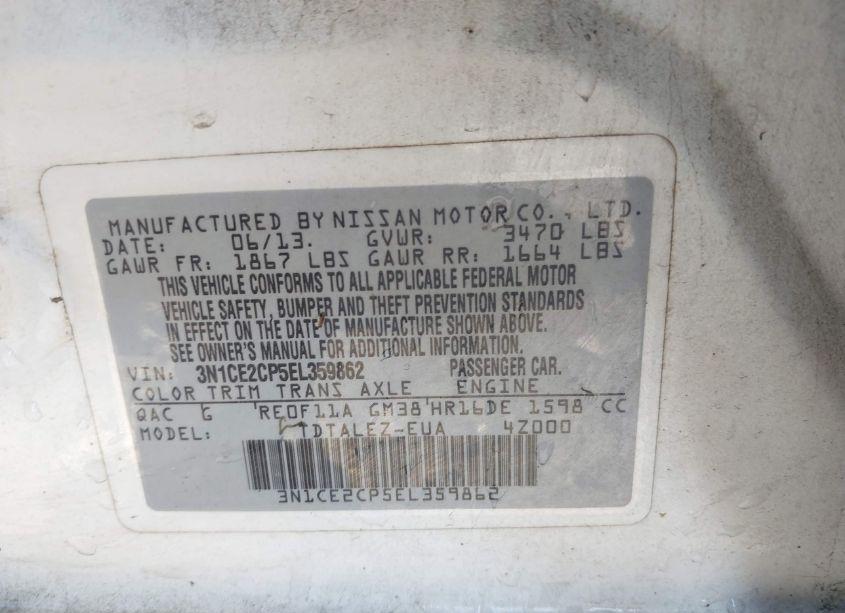 MANUFACTURED BY NISSAN MOTOR CO., LTD.
DATE: 06/13. GVWR: 3470 LBS
GAWR FR: 1867 LBS GAWR RR: 1664 LBS
THIS VEHICLE CONFORMS TO ALL APPLICABLE FEDERAL MOTOR
VEHICLE SAFETY, BUMPER AND THEFT PREVENTION STANDARDS
IN EFFECT ON THE DATE OF MANUFACTURE SHOWN ABOVE.
SEE OWNER'S MANUAL FOR ADDITIONAL INFORMATION.
VIN: 3N1CE2CP5EL359862 PASSENGER CAR.
COLOR TRIM TRANS AXLE ENGINE
QAC G RE0F11A GM38 HR16DE 1598 CC
MODEL: TDTALEZ-EUA 4Z000
3N1CE2CP5EL359862